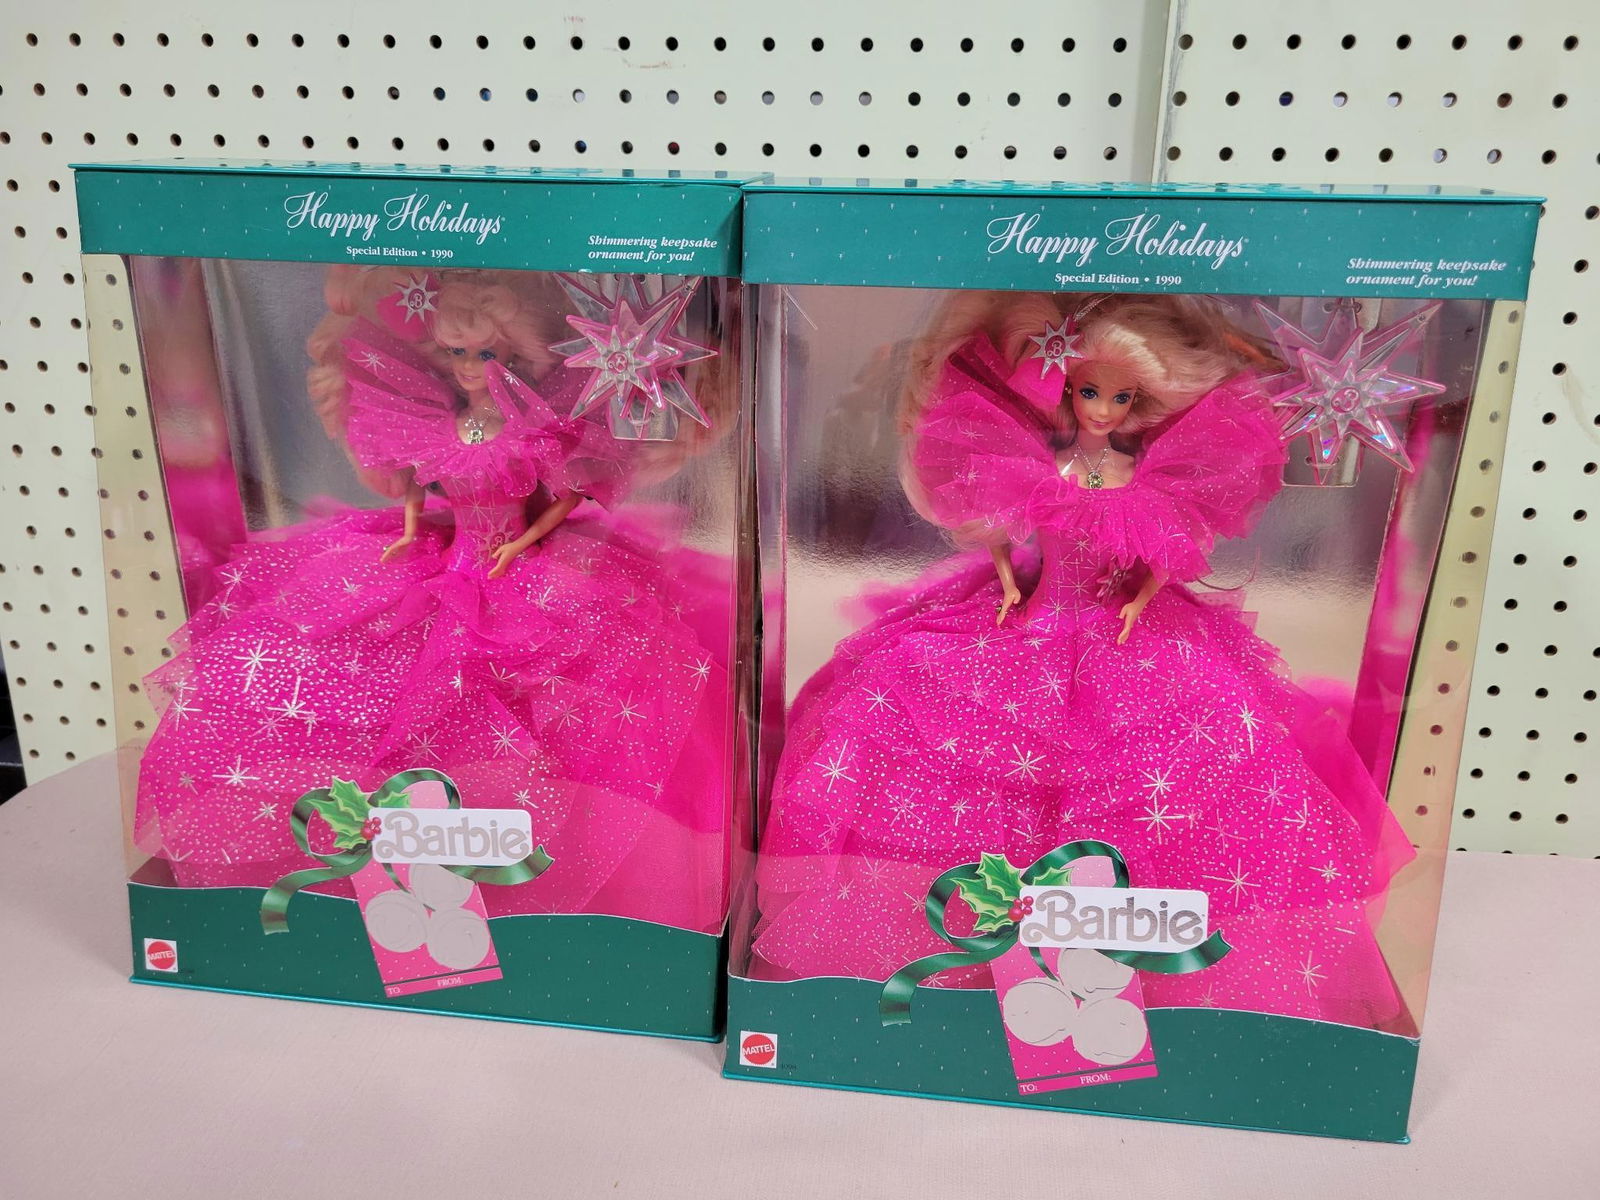 Happy Holidays
Special Edition • 1990
Shimmering keepsake
ornament for you!
B
B
B
Barbie
MATTEL
TO:
FROM:
Happy Holidays
Special Edition • 1990
Shimmering keepsake
ornament for you!
B
B
Barbie
MATTEL
TO:
FROM: